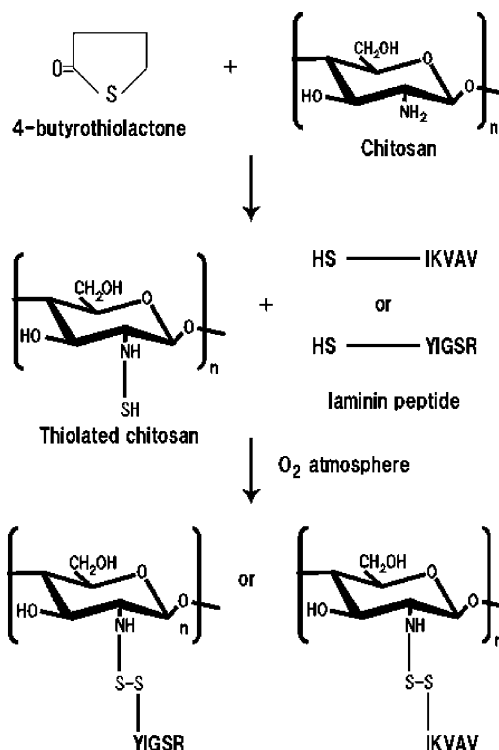 O
S
4-butyrothiolactone
+
CH2OH
O
O
HO
NH2
n
Chitosan
CH2OH
O
O
HO
NH
n
SH
Thiolated chitosan
+
HS IKVAV
or
HS YIGSR
laminin peptide
O2 atmosphere
CH2OH
O
O
HO
NH
n
S-S
YIGSR
or
CH2OH
O
O
HO
NH
n
S-S
IKVAV